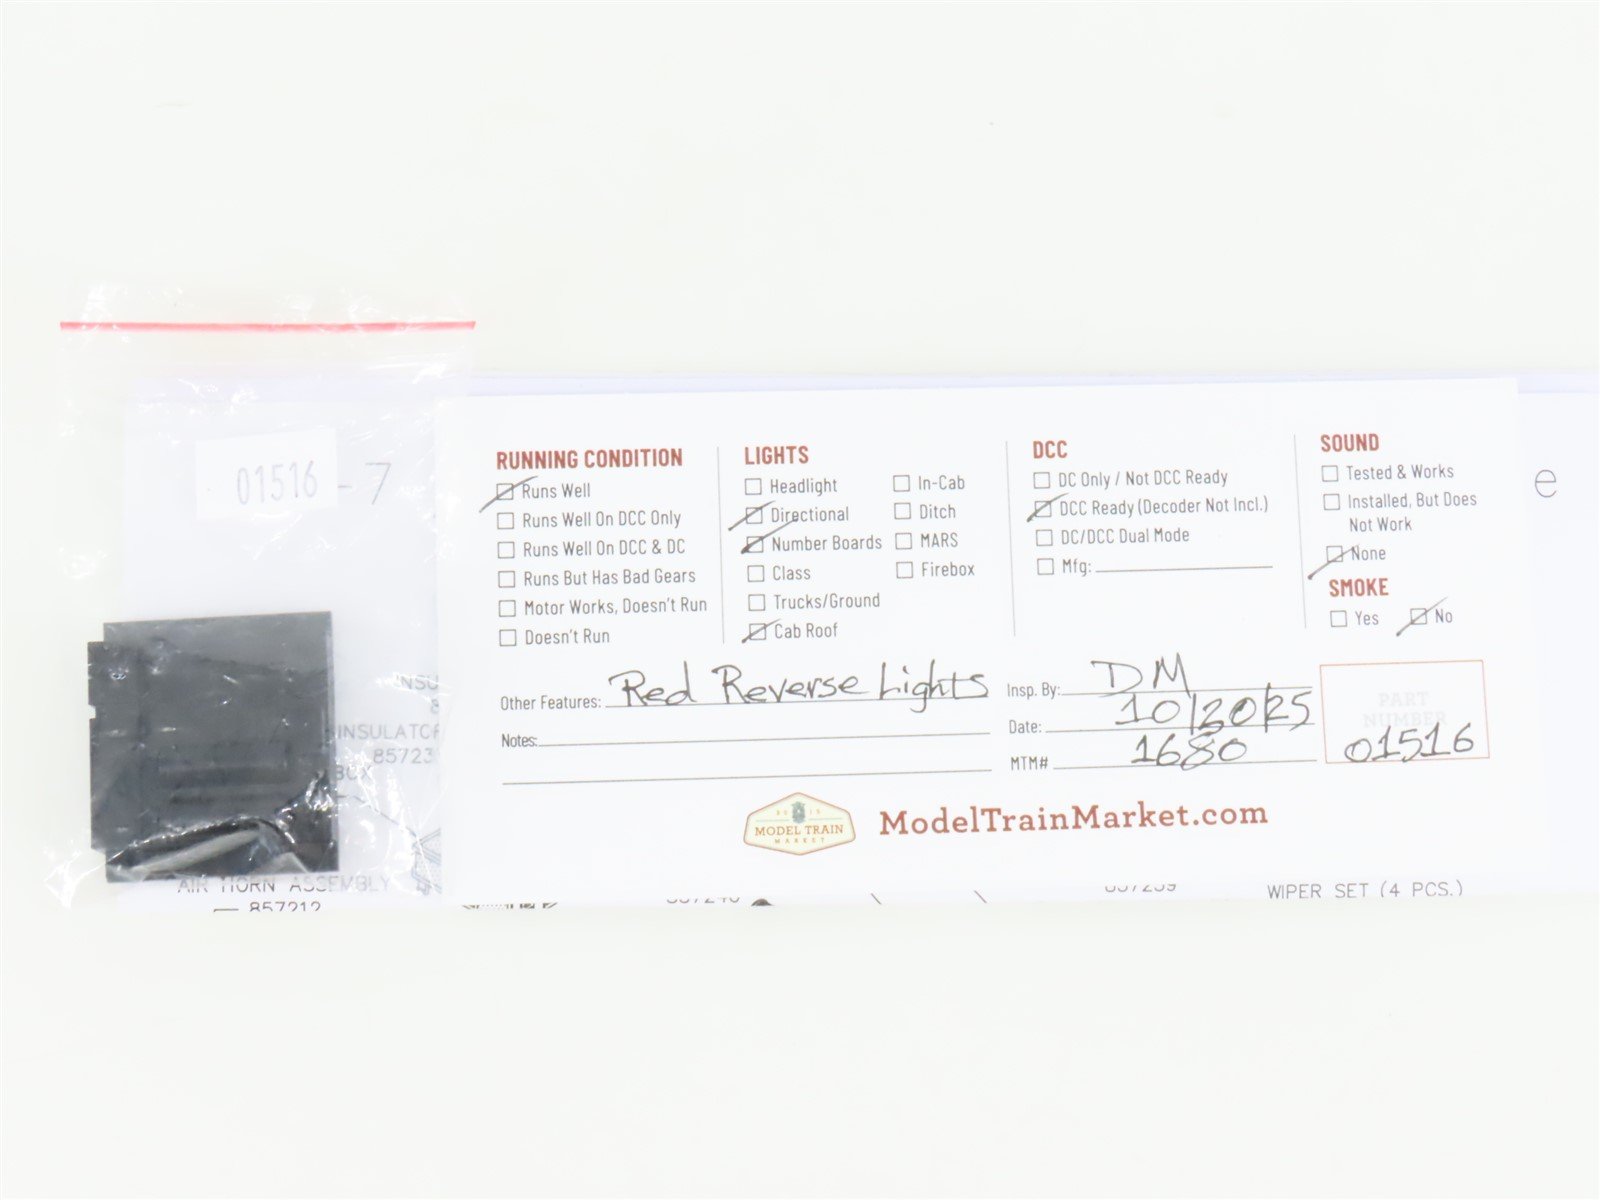 01516 - 7
RUNNING CONDITION
Runs Well
Runs Well On DCC Only
Runs Well On DCC & DC
Runs But Has Bad Gears
Motor Works, Doesn't Run
Doesn't Run
LIGHTS
Headlight
Directional
Number Boards
Class
Trucks/Ground
Cab Roof
In-Cab
Ditch
MARS
Firebox
DCC
DC Only / Not DCC Ready
DCC Ready (Decoder Not Incl.)
DC/DCC Dual Mode
Mfg:
SOUND
Tested & Works
Installed, But Does
Not Work
None
SMOKE
Yes
No
e
Other Features: Red Reverse Lights
Notes:
Insp. By: DM
Date: 10/20/25
MTM# 1680
PART
NUMBER
01516
MODEL TRAIN
MARKET
ModelTrainMarket.com
INSULATOR
85723
BOX
AIR HORN ASSEMBLY
857212
857240
857239
WIPER SET (4 PCS.)